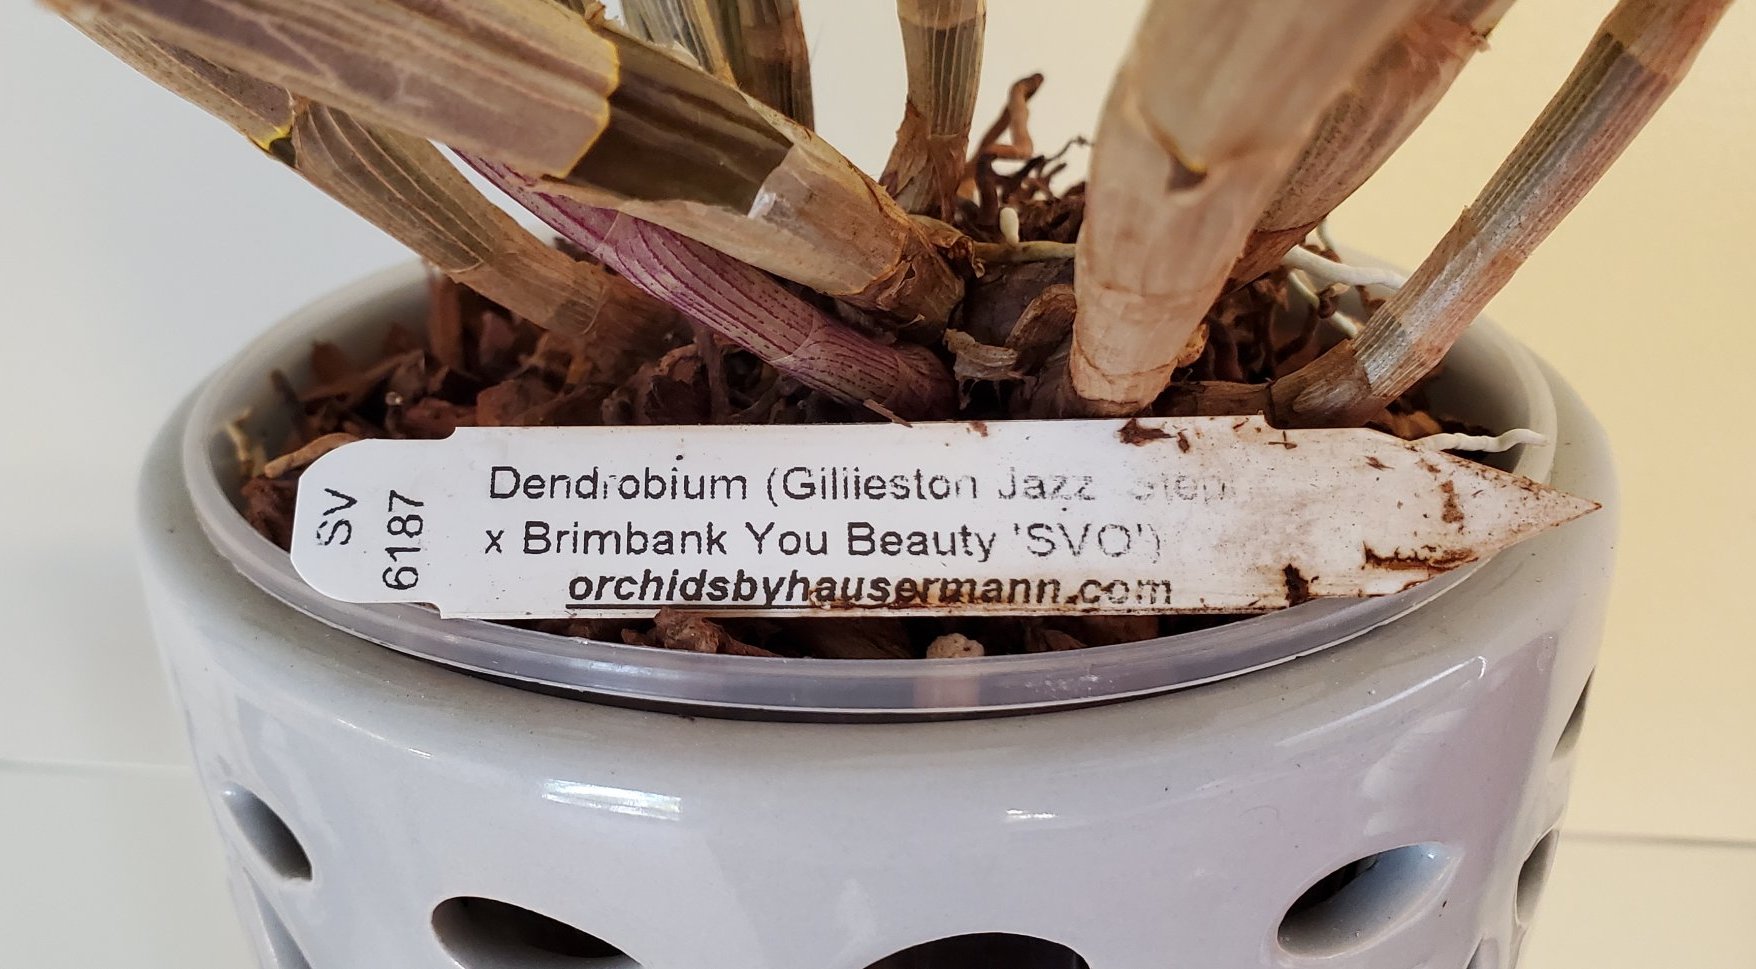 SV
6187
Dendrobium (Gillieston Jazz
x Brimbank You Beauty 'SVO')
orchidsbyhausermann.com